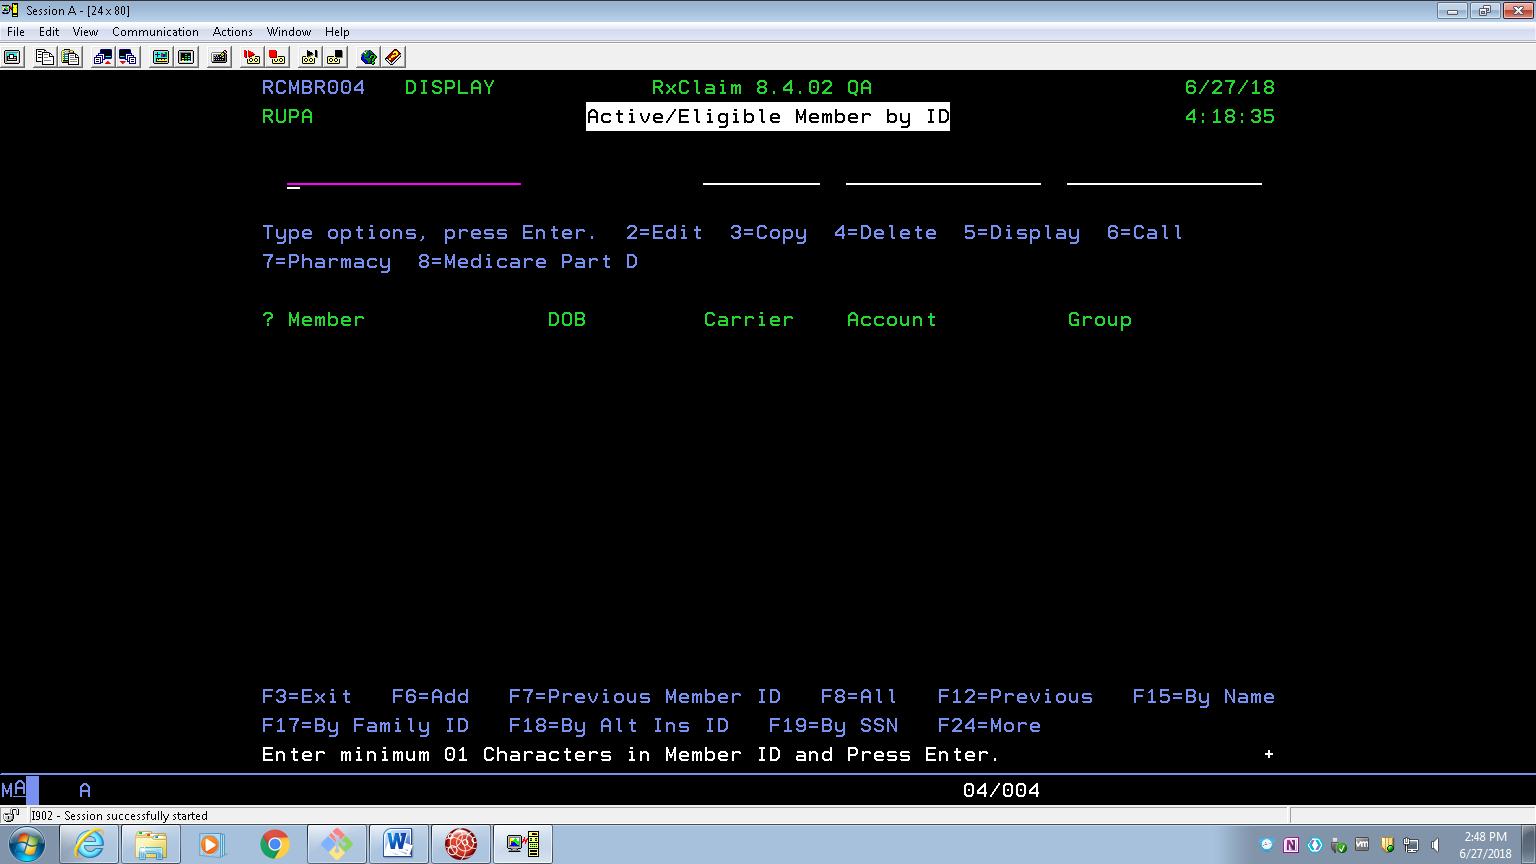 Session A - [24 x 80]
File Edit View Communication Actions Window Help
RCMBR004 DISPLAY RxClaim 8.4.02 QA 6/27/18
RUPA Active/Eligible Member by ID 4:18:35
Type options, press Enter. 2=Edit 3=Copy 4=Delete 5=Display 6=Call
7=Pharmacy 8=Medicare Part D
? Member DOB Carrier Account Group
F3=Exit F6=Add F7=Previous Member ID F8=All F12=Previous F15=By Name
F17=By Family ID F18=By Alt Ins ID F19=By SSN F24=More
Enter minimum 01 Characters in Member ID and Press Enter. +
MA A 04/004
I902 - Session successfully started
2:48 PM
6/27/2018